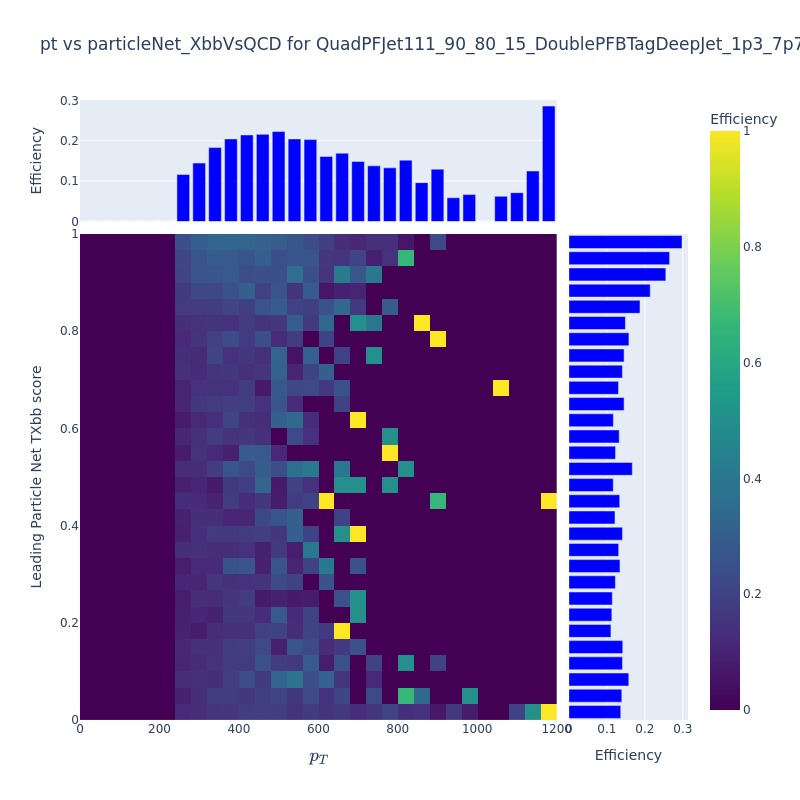 pt vs particleNet_XbbVsQCD for QuadPFJet111_90_80_15_DoublePFBTagDeepJet_1p3_7p7
Efficiency
0.3
0.2
0.1
0
Efficiency
1
0.8
0.6
0.4
0.2
0
Leading Particle Net TXbb score
1
0.8
0.6
0.4
0.2
0
0 200 400 600 800 1000 1200
p_T
0 0.1 0.2 0.3
Efficiency